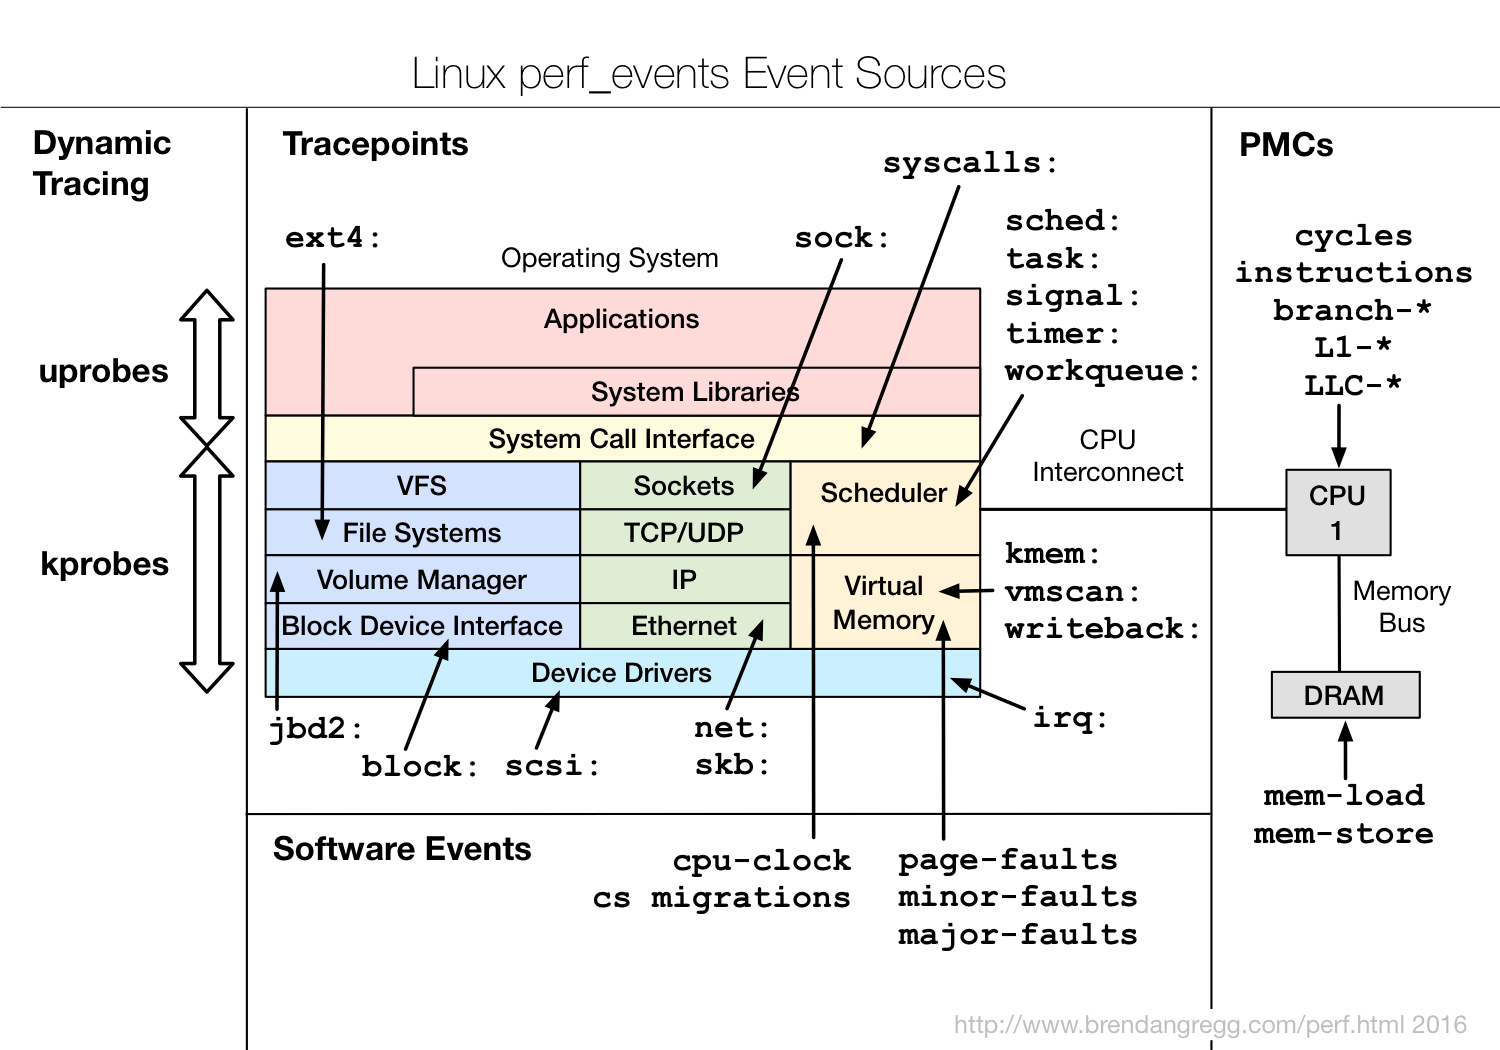 Linux perf_events Event Sources
Dynamic
Tracing
uprobes
kprobes
Tracepoints
syscalls:
ext4:
sock:
Operating System
sched:
task:
signal:
timer:
workqueue:
Applications
System Libraries
System Call Interface
VFS
Sockets
Scheduler
File Systems
TCP/UDP
Volume Manager
IP
Virtual
Memory
Block Device Interface
Ethernet
Device Drivers
CPU
Interconnect
kmem:
vmscan:
writeback:
jbd2:
block:
scsi:
net:
skb:
irq:
Software Events
cpu-clock
cs migrations
page-faults
minor-faults
major-faults
PMCs
cycles
instructions
branch-*
L1-*
LLC-*
CPU
1
Memory
Bus
DRAM
mem-load
mem-store
http://www.brendangregg.com/perf.html 2016